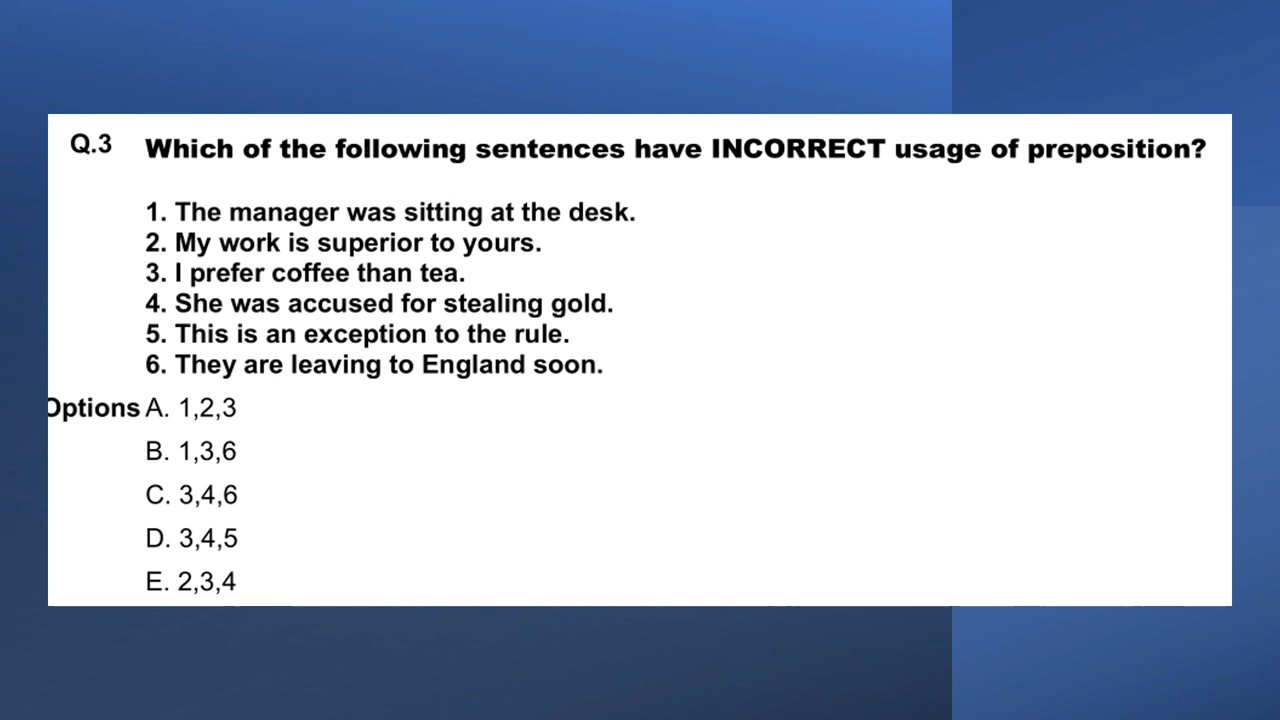 Q.3 Which of the following sentences have INCORRECT usage of preposition?
1. The manager was sitting at the desk.
2. My work is superior to yours.
3. I prefer coffee than tea.
4. She was accused for stealing gold.
5. This is an exception to the rule.
6. They are leaving to England soon.
Options A. 1,2,3
B. 1,3,6
C. 3,4,6
D. 3,4,5
E. 2,3,4